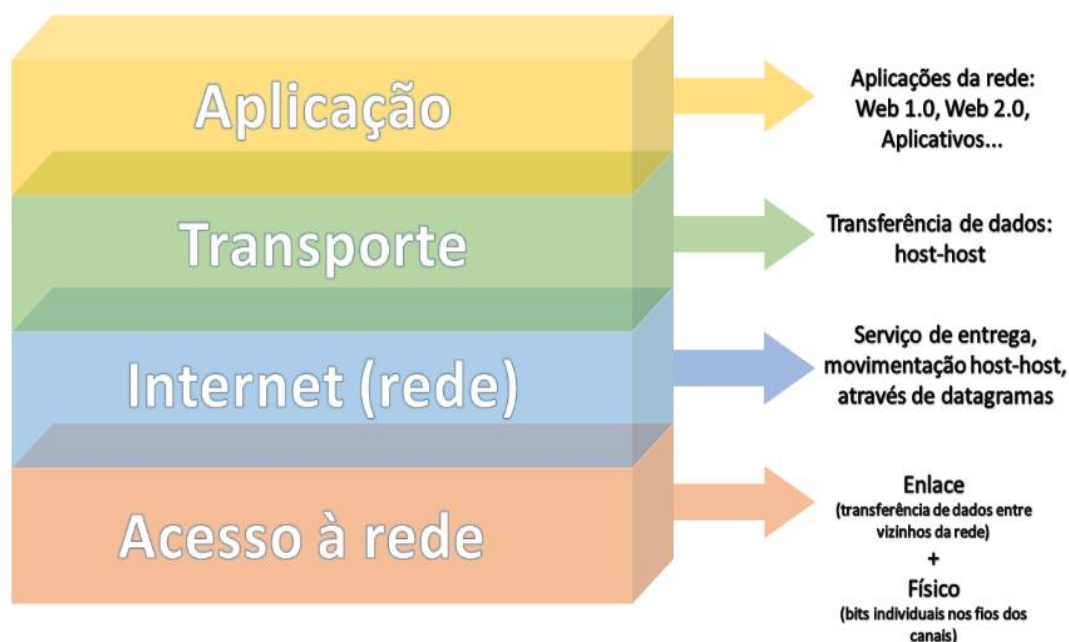 Aplicação
Aplicações da rede:
Web 1.0, Web 2.0,
Aplicativos...
Transporte
Transferência de dados:
host-host
Internet (rede)
Serviço de entrega,
movimentação host-host,
através de datagramas
Acesso à rede
Enlace
(transferência de dados entre
vizinhos da rede)
+
Físico
(bits individuais nos fios dos
canais)